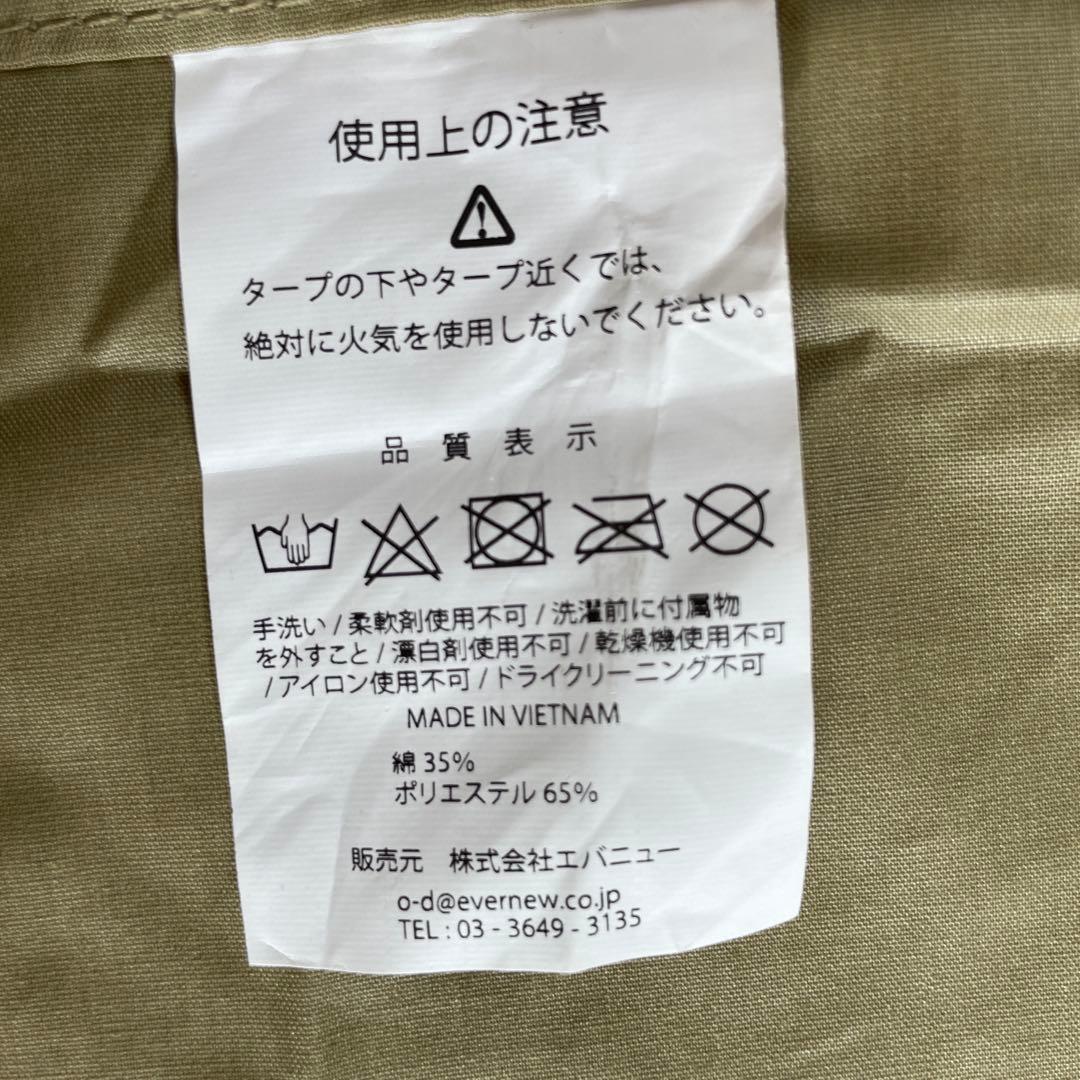 使用上の注意
タープの下やタープ近くでは、
絶対に火気を使用しないでください。
品質表示
手洗い / 柔軟剤使用不可 / 洗濯前に付属物
を外すこと / 漂白剤使用不可 / 乾燥機使用不可
/ アイロン使用不可 / ドライクリーニング不可
MADE IN VIETNAM
綿 35%
ポリエステル 65%
販売元 株式会社エバニュー
o-d@evernew.co.jp
TEL : 03 - 3649 - 3135